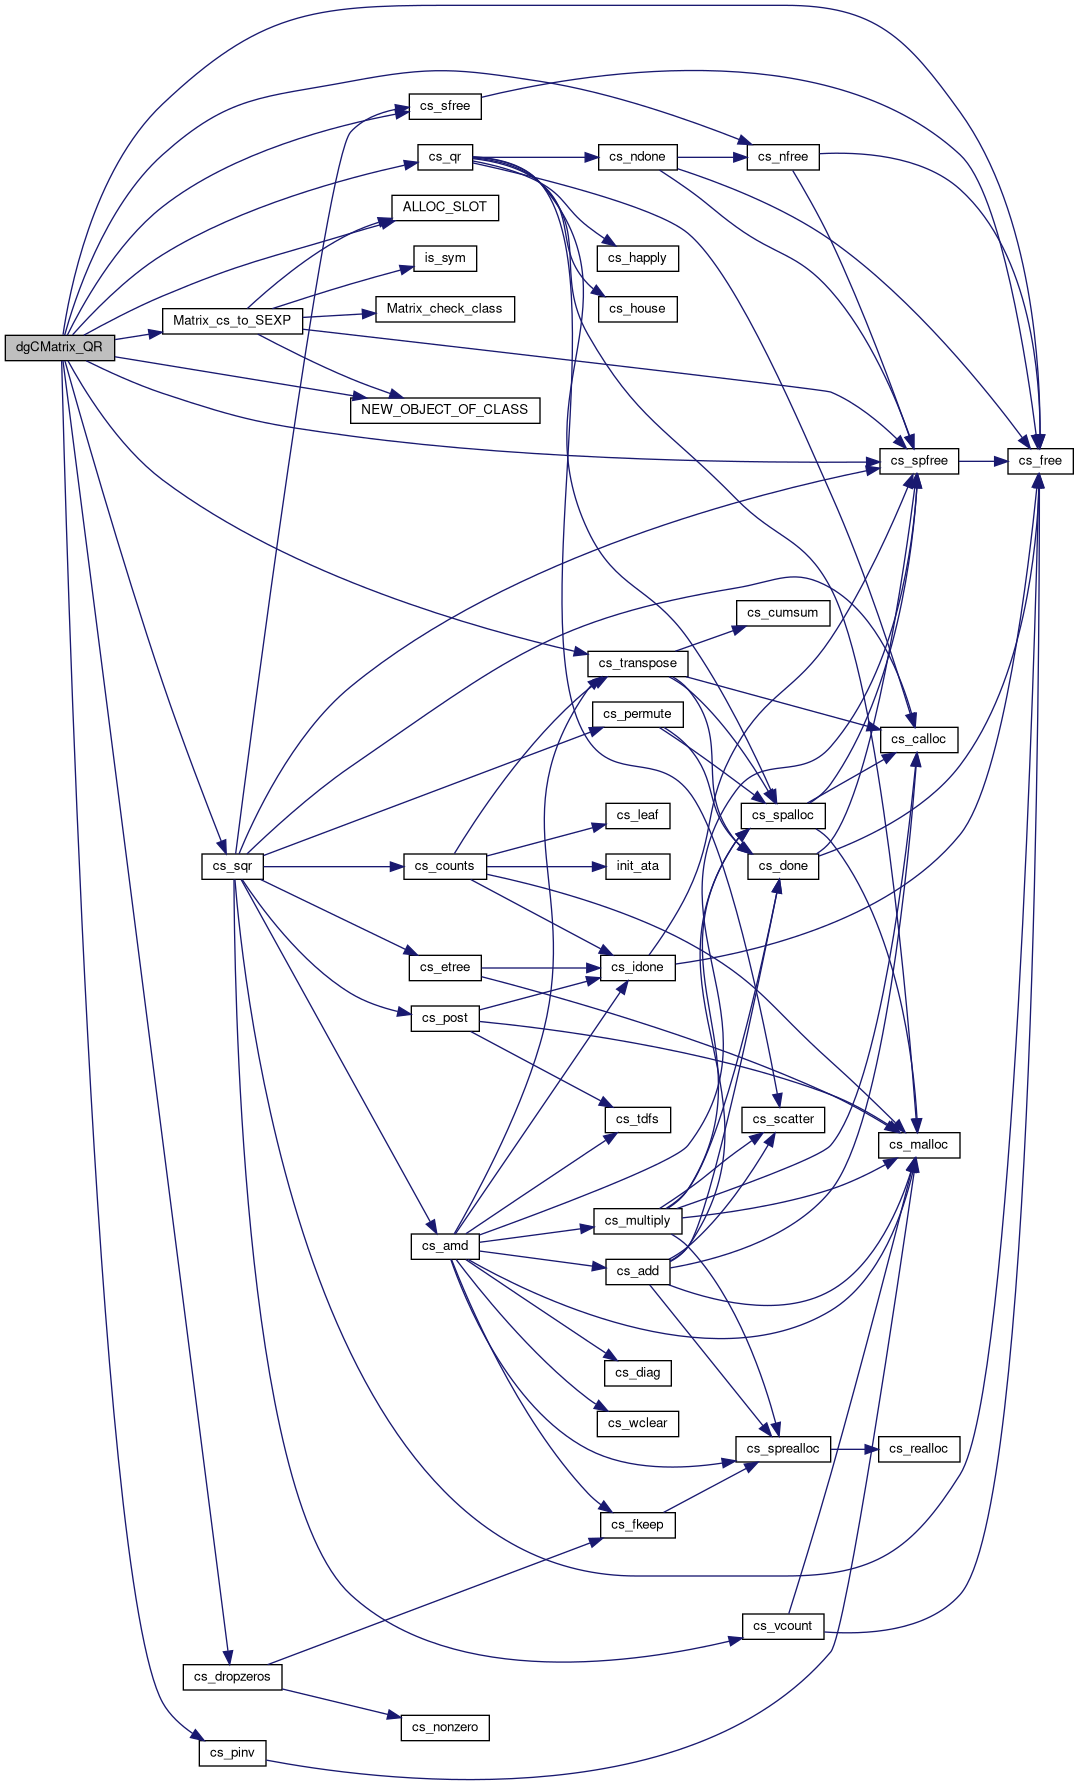 cs_sfree
cs_qr
cs_ndone
cs_nfree
ALLOC_SLOT
is_sym
cs_happly
Matrix_check_class
cs_house
Matrix_cs_to_SEXP
dgCMatrix_QR
NEW_OBJECT_OF_CLASS
cs_spfree
cs_free
cs_cumsum
cs_transpose
cs_permute
cs_calloc
cs_leaf
cs_spalloc
cs_sqr
cs_counts
init_ata
cs_done
cs_etree
cs_idone
cs_post
cs_tdfs
cs_scatter
cs_malloc
cs_multiply
cs_amd
cs_add
cs_diag
cs_wclear
cs_sprealloc
cs_realloc
cs_fkeep
cs_vcount
cs_dropzeros
cs_nonzero
cs_pinv